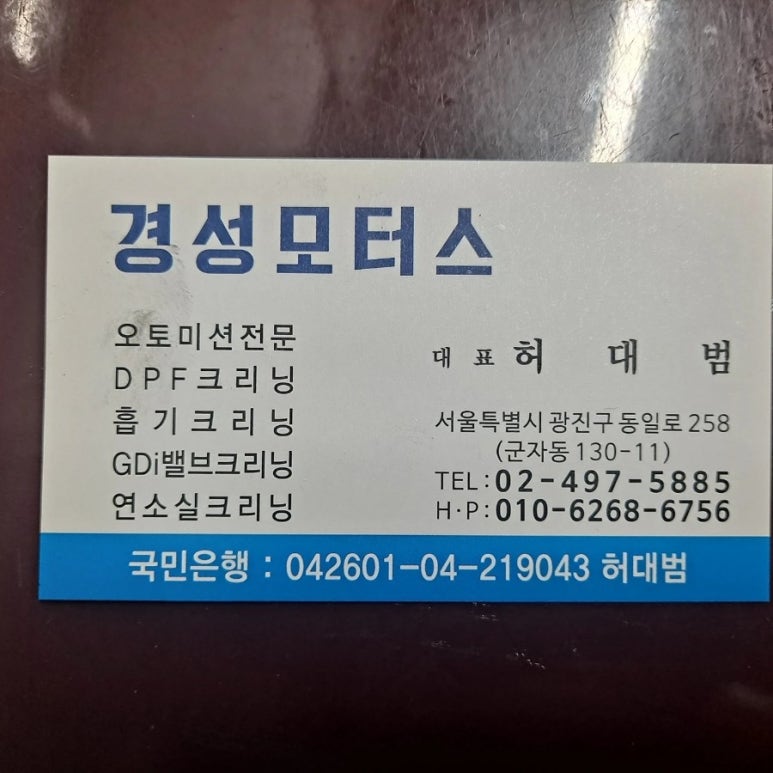 경성모터스
오토미션전문
DPF크리닝
흡기크리닝
GDi밸브크리닝
연소실크리닝
대표 허대범
서울특별시 광진구 동일로 258
(군자동 130-11)
TEL:02-497-5885
H·P:010-6268-6756
국민은행 : 042601-04-219043 허대범